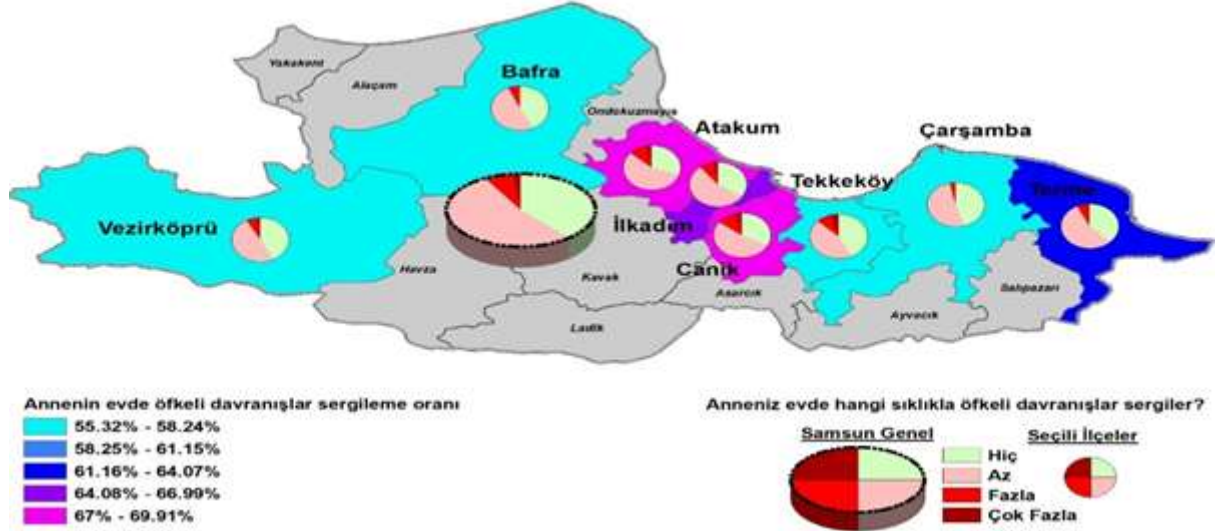 Yakakent
Alaçam
Bafra
Ondokuzmayıs
Atakum
Çarşamba
Tekkeköy
Terme
Vezirköprü
İlkadım
Havza
Kavak
Canik
Asarcık
Salıpazarı
Ayvacık
Ladik
Annenin evde öfkeli davranışlar sergileme oranı
55.32% - 58.24%
58.25% - 61.15%
61.16% - 64.07%
64.08% - 66.99%
67% - 69.91%
Anneniz evde hangi sıklıkla öfkeli davranışlar sergiler?
Samsun Genel
Seçili İlçeler
Hiç
Az
Fazla
Çok Fazla